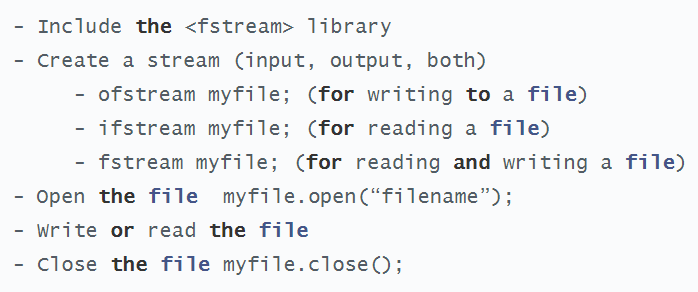 - Include the <fstream> library
- Create a stream (input, output, both)
- ofstream myfile; (for writing to a file)
- ifstream myfile; (for reading a file)
- fstream myfile; (for reading and writing a file)
- Open the file  myfile.open(“filename”);
- Write or read the file
- Close the file myfile.close();